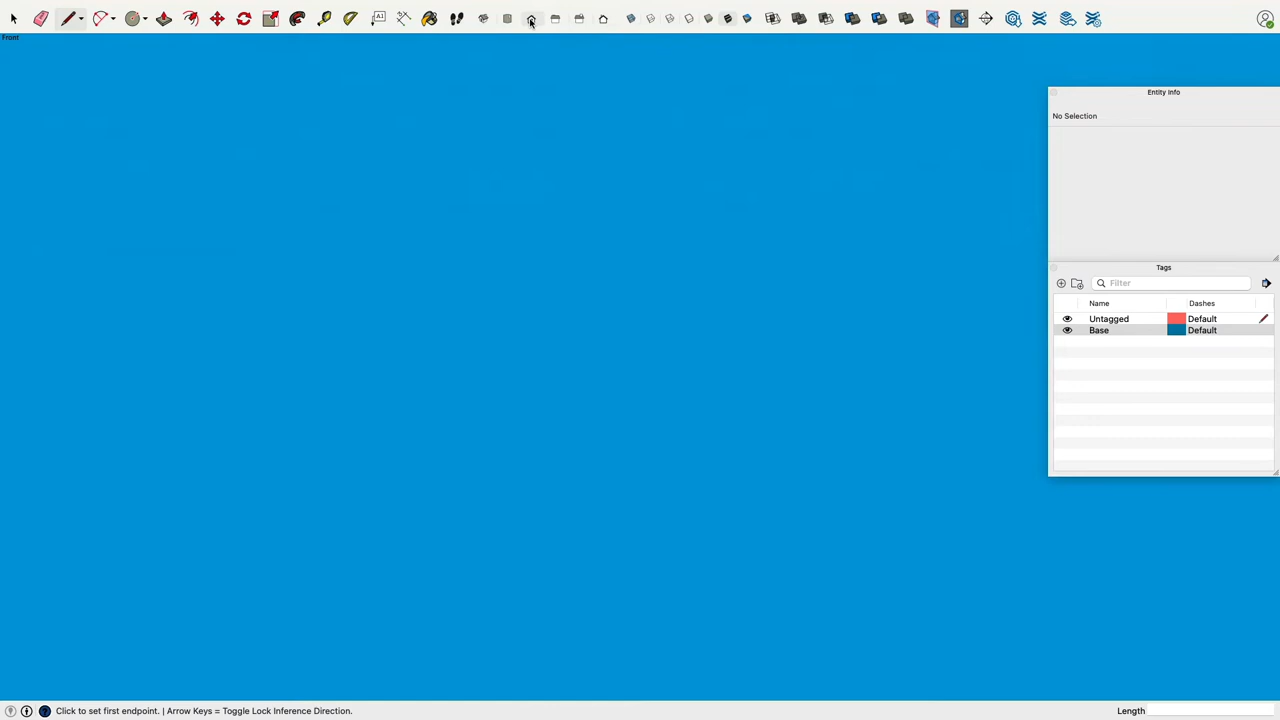 A1
Front
Entity Info
No Selection
Tags
Filter
Name
Dashes
Untagged
Default
Base
Default
Click to set first endpoint. | Arrow Keys = Toggle Lock Inference Direction.
Length